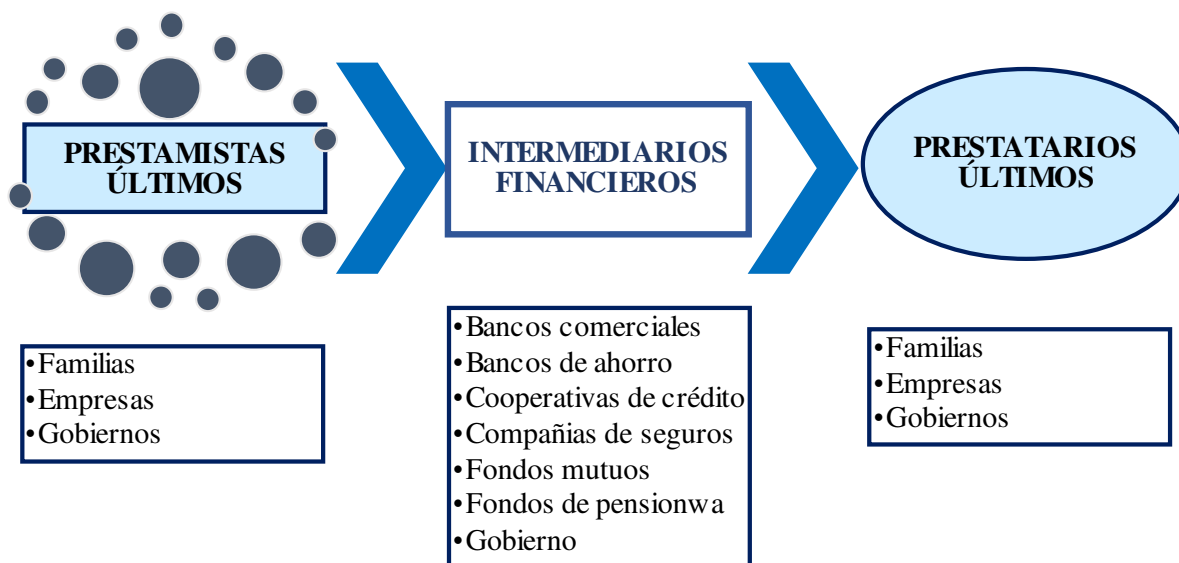 PRESTAMISTAS
ÚLTIMOS
INTERMEDIARIOS
FINANCIEROS
PRESTATARIOS
ÚLTIMOS
•Familias
•Empresas
•Gobiernos
•Bancos comerciales
•Bancos de ahorro
•Cooperativas de crédito
•Compañias de seguros
•Fondos mutuos
•Fondos de pensionwa
•Gobierno
•Familias
•Empresas
•Gobiernos